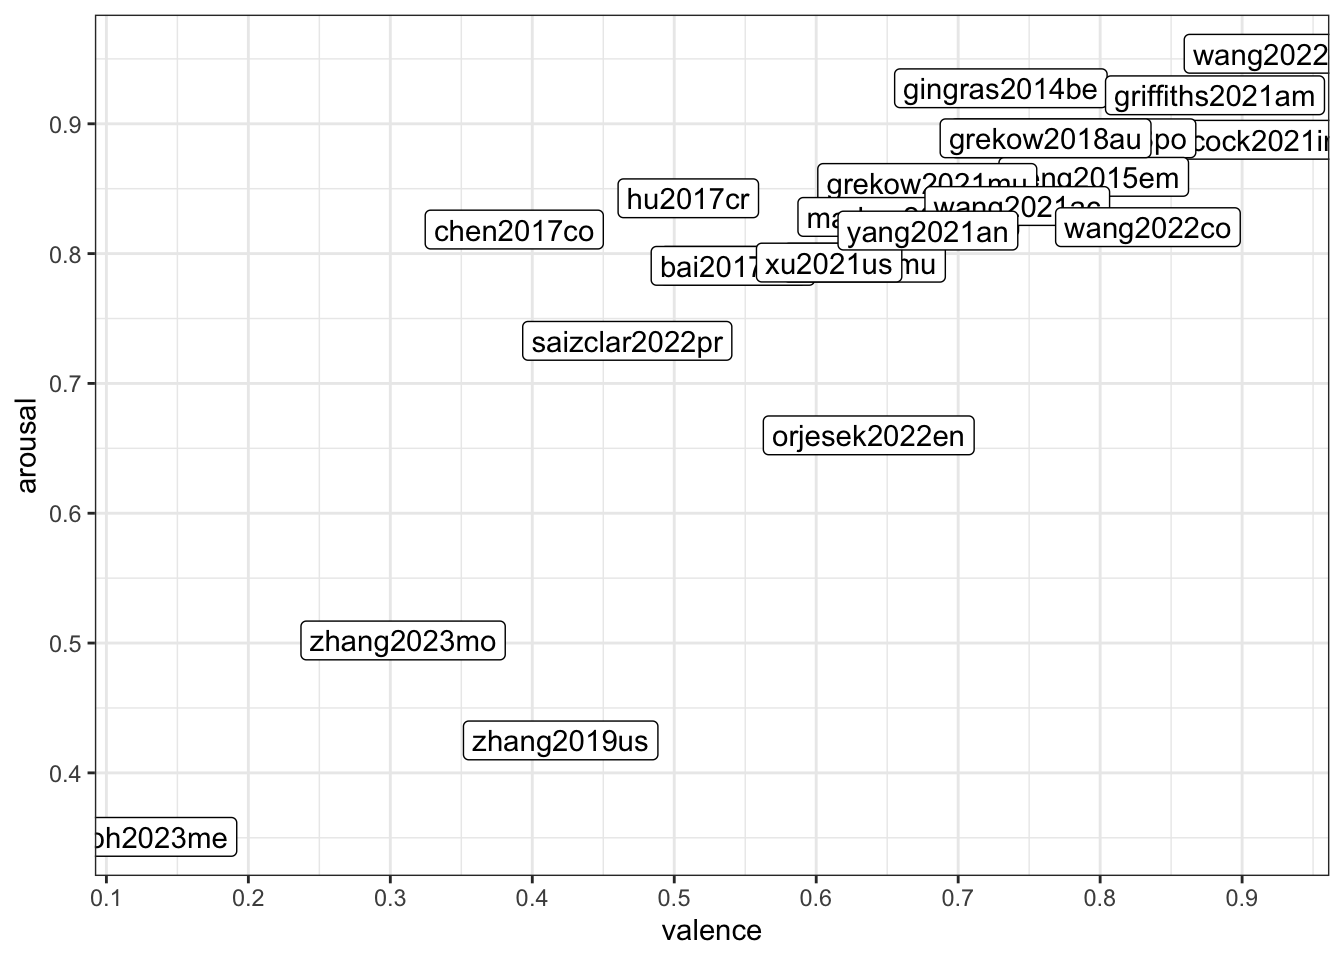 wang2022
gingras2014be
griffiths2021am
0.9
grekow2018au
po
cock2021in
grekow2021mu
ng2015em
hu2017cr
wang2021ac
chen2017co
yang2021an
wang2022co
0.8
bai2017
xu2021us
mu
saizclar2022pr
0.7
orjesek2022en
arousal
0.6
zhang2023mo
0.5
zhang2019us
0.4
oh2023me
0.1 0.2 0.3 0.4 0.5 0.6 0.7 0.8 0.9
valence